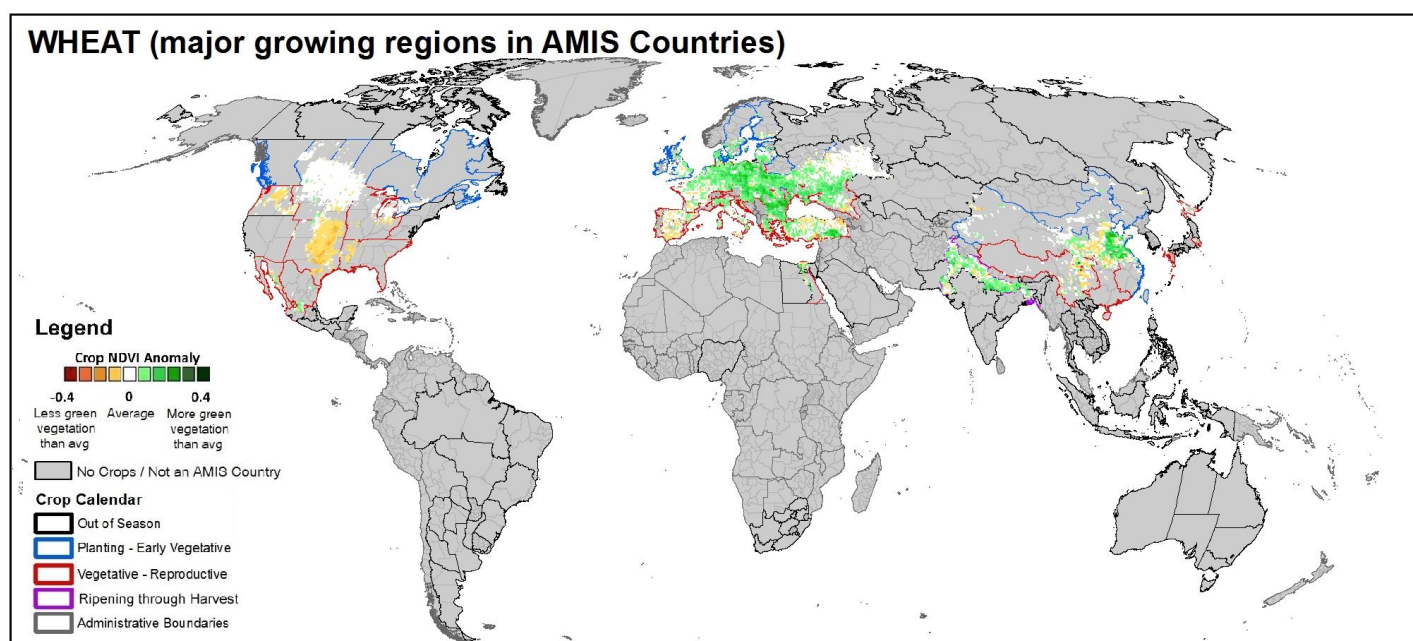 WHEAT (major growing regions in AMIS Countries)
Legend
Crop NDVI Anomaly
-0.4 0 0.4
Less green Average More green
vegetation vegetation
than avg than avg
No Crops / Not an AMIS Country
Crop Calendar
Out of Season
Planting - Early Vegetative
Vegetative - Reproductive
Ripening through Harvest
Administrative Boundaries